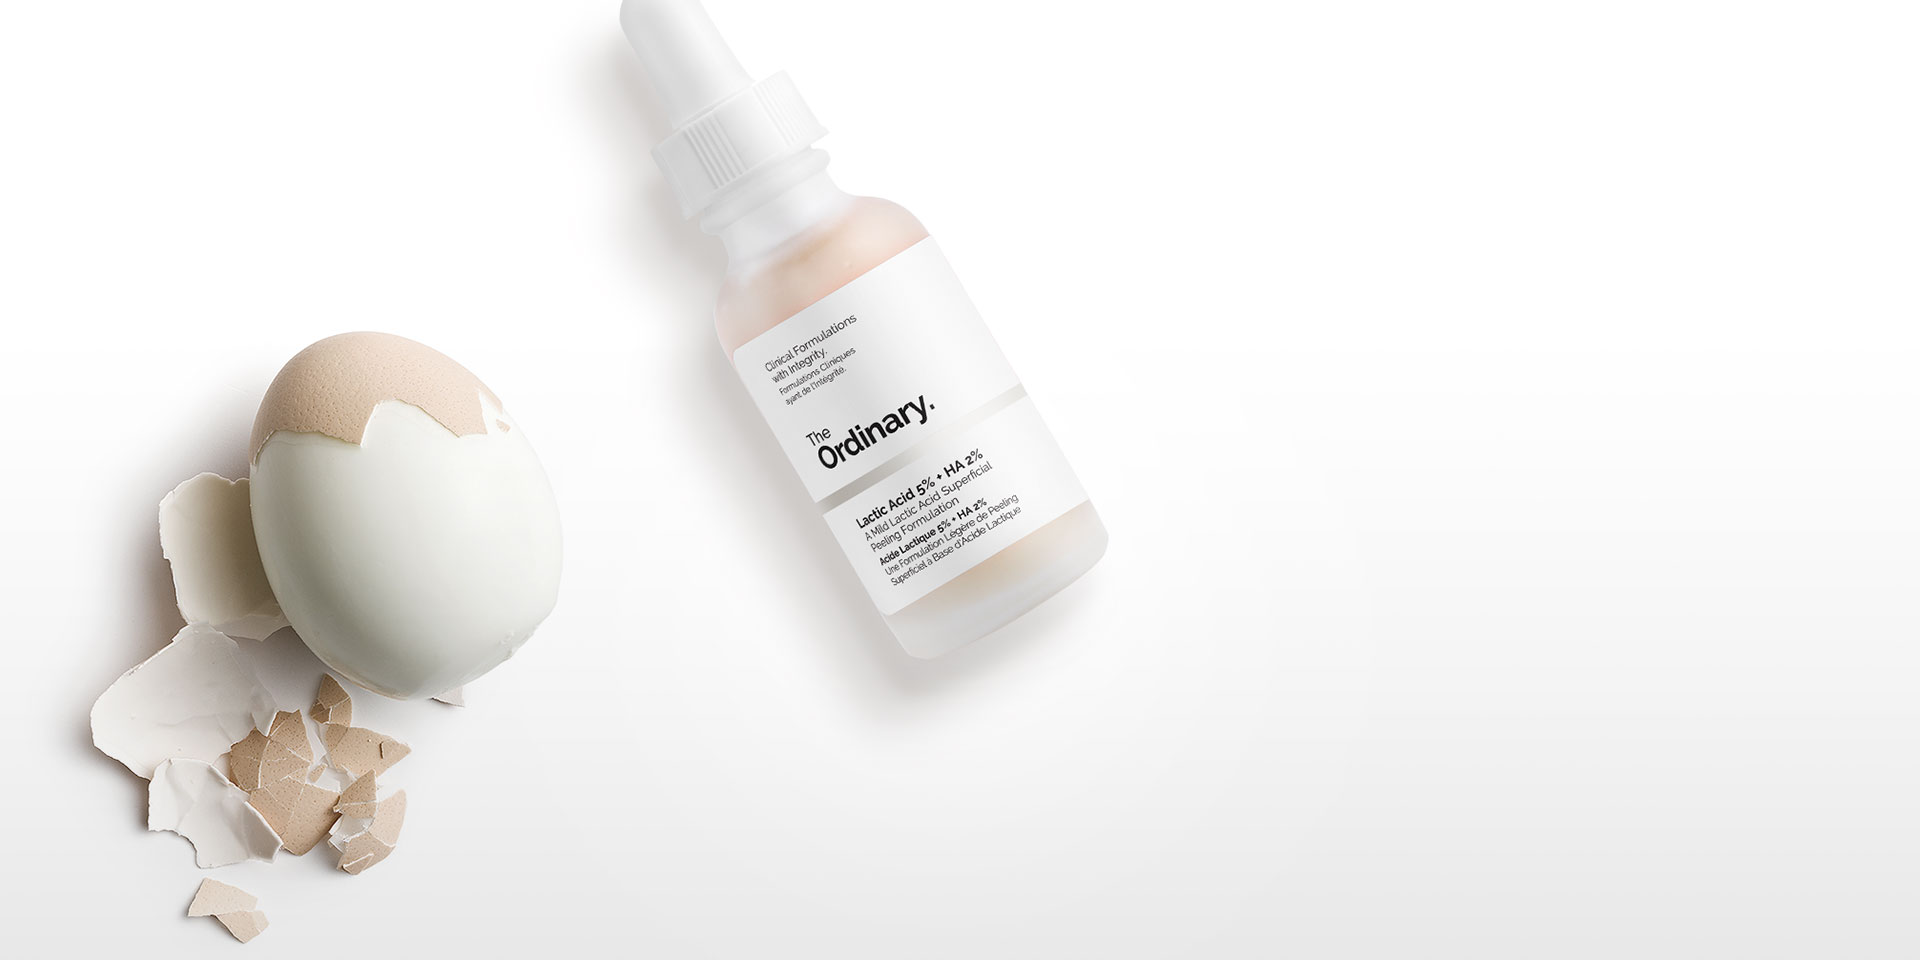 Clinical Formulations
with Integrity.
Formulations Cliniques
ayant de l'intégrité.
The
Ordinary.
Lactic Acid 5% + HA 2%
A Mild Lactic Acid Superficial
Peeling Formulation
Acide Lactique 5% + HA 2%
Une Formulation Légère de Peeling
Superficiel à Base d'Acide Lactique